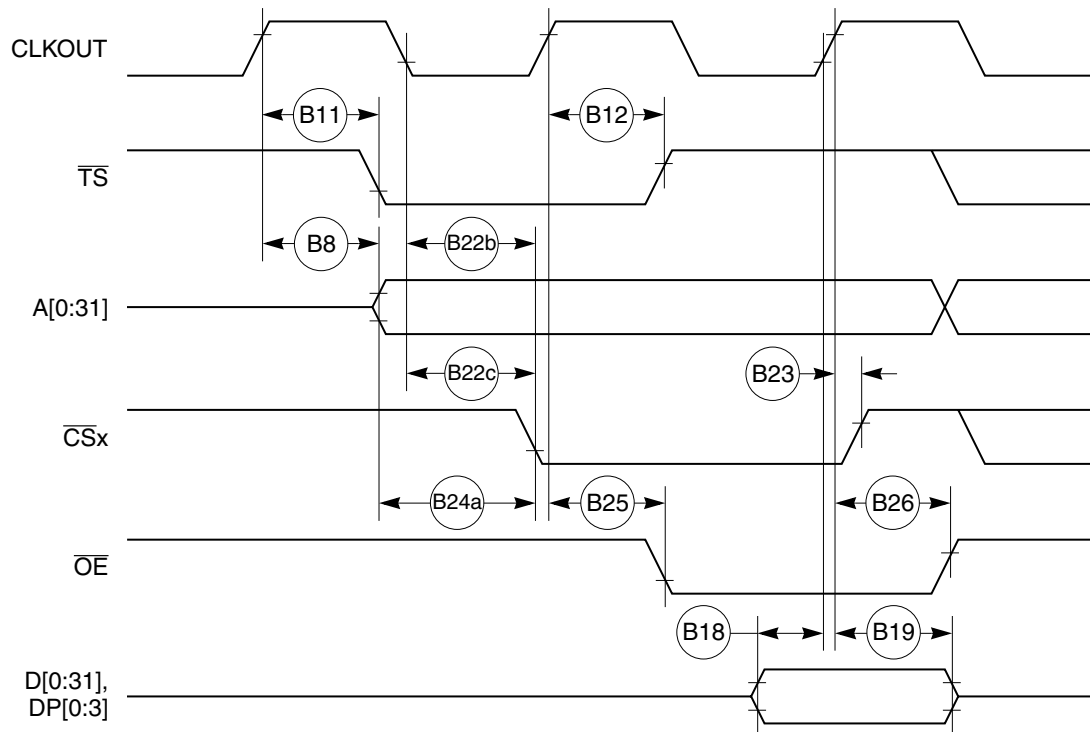 CLKOUT
B11
B12
TS
B8
B22b
A[0:31]
B22c
B23
CSx
B24a
B25
B26
OE
B18
B19
D[0:31],
DP[0:3]